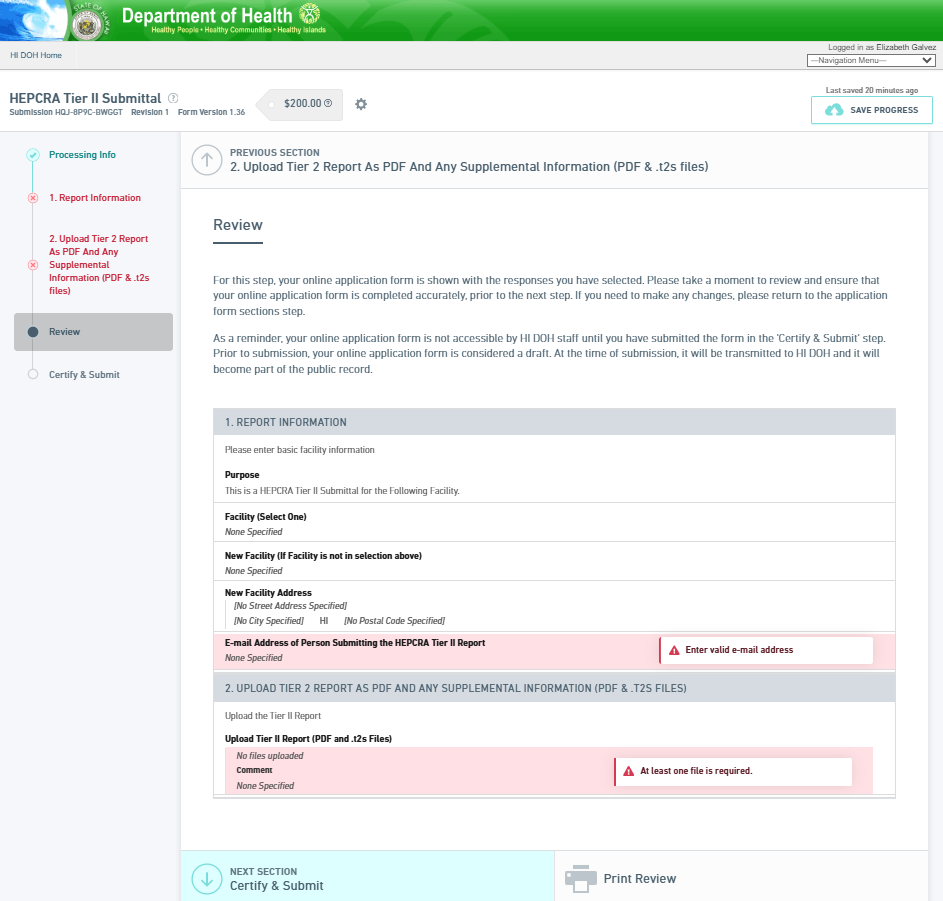 STATE OF HAWAII
Department of Health
Healthy People • Healthy Communities • Healthy Islands
HI DOH Home
Logged in as Elizabeth Galvez
---Navigation Menu---
HEPCRA Tier II Submittal
Submission HQJ-8P9C-BWGGT Revision 1 Form Version 1.36
$200.00
Last saved 20 minutes ago
SAVE PROGRESS
Processing Info
1. Report Information
2. Upload Tier 2 Report
As PDF And Any
Supplemental
Information (PDF & .t2s
files)
Review
Certify & Submit
PREVIOUS SECTION
2. Upload Tier 2 Report As PDF And Any Supplemental Information (PDF & .t2s files)
Review
For this step, your online application form is shown with the responses you have selected. Please take a moment to review and ensure that
your online application form is completed accurately, prior to the next step. If you need to make any changes, please return to the application
form sections step.
As a reminder, your online application form is not accessible by HI DOH staff until you have submitted the form in the 'Certify & Submit' step.
Prior to submission, your online application form is considered a draft. At the time of submission, it will be transmitted to HI DOH and it will
become part of the public record.
1. REPORT INFORMATION
Please enter basic facility information
Purpose
This is a HEPCRA Tier II Submittal for the Following Facility.
Facility (Select One)
None Specified
New Facility (If Facility is not in selection above)
None Specified
New Facility Address
[No Street Address Specified]
[No City Specified] HI [No Postal Code Specified]
E-mail Address of Person Submitting the HEPCRA Tier II Report
None Specified
Enter valid e-mail address
2. UPLOAD TIER 2 REPORT AS PDF AND ANY SUPPLEMENTAL INFORMATION (PDF & .T2S FILES)
Upload the Tier II Report
Upload Tier II Report (PDF and .t2s Files)
No files uploaded
Comment
None Specified
At least one file is required.
NEXT SECTION
Certify & Submit
Print Review